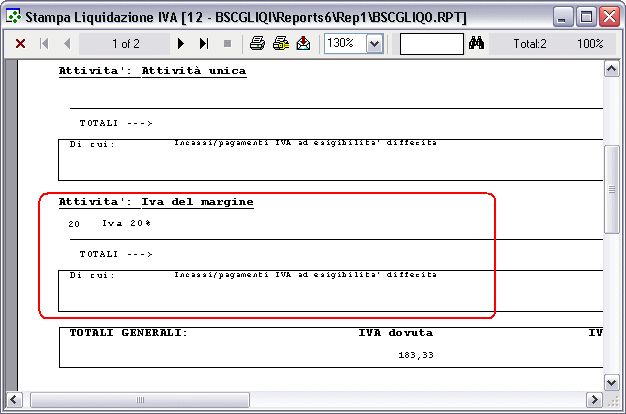 Stampa Liquidazione IVA [12 - BSCGLIQI\Reports6\Rep1\BSCGLIQ0.RPT]
1 of 2 130% Total:2 100%
Attivita': Attività unica
TOTALI --->
Di cui: Incassi/pagamenti IVA ad esigibilita' differita
Attivita': Iva del margine
20 Iva 20%
TOTALI --->
Di cui: Incassi/pagamenti IVA ad esigibilita' differita
TOTALI GENERALI: IVA dovuta IV
183,33